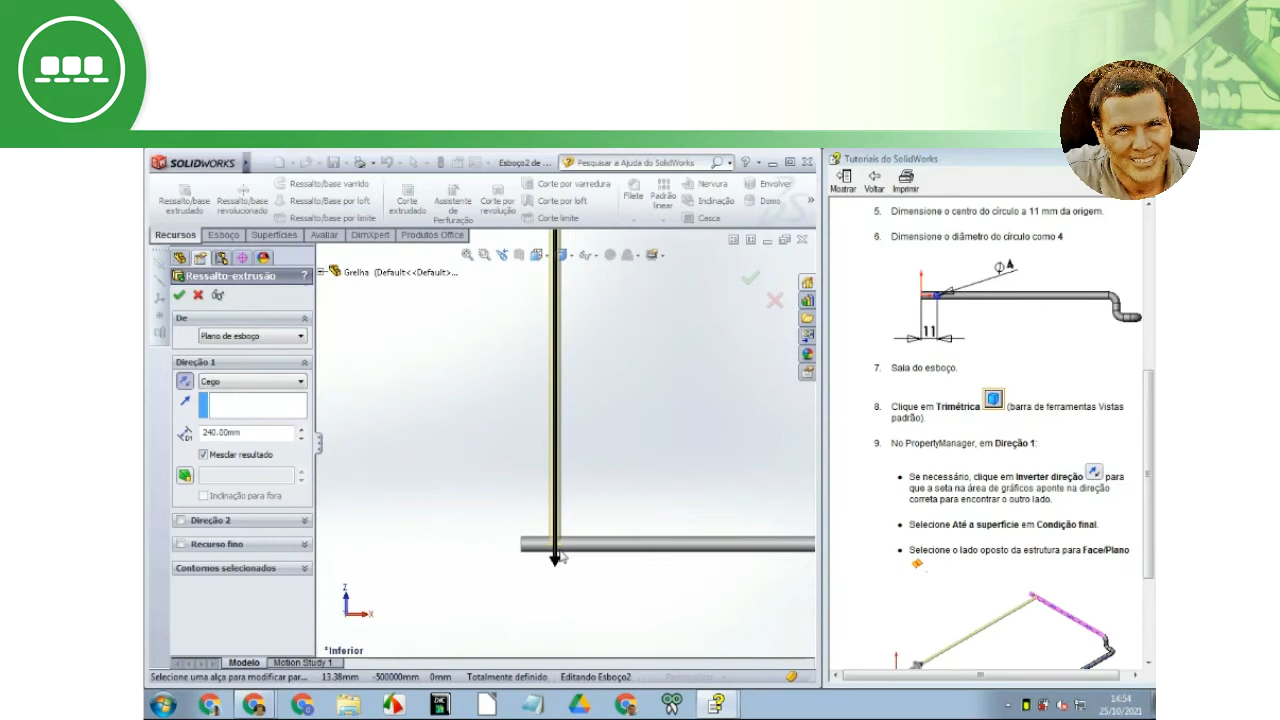 SOLIDWORKS
Esboço2 de ...
Pesquisar a Ajuda do SolidWorks
Tutoriais do SolidWorks
Mostrar Voltar Imprimir
Ressalto/base extrudado
Ressalto/base revolucionado
Ressalto/base varrido
Ressalto/base por loft
Ressalto/base por limite
Corte extrudado
Assistente de Perfuração
Corte por revolução
Corte por varredura
Corte por loft
Corte limite
Filete
Padrão linear
Nervura
Inclinação
Casca
Envolver
Domo
Recursos Esboço Superfícies Avaliar DimXpert Produtos Office
Ressalto-extrusão ?
De
Plano de esboço
Direção 1
Cego
D1
240.00mm
Mesclar resultado
Inclinação para fora
Direção 2
Recurso fino
Contornos selecionados
Grelha (Default<<Default>...
Z
X
*Inferior
Modelo Motion Study 1
Selecione uma alça para modificar par... 13.38mm -500000mm 0mm Totalmente definido Editando Esboço2
5. Dimensione o centro do círculo a 11 mm da origem.
6. Dimensione o diâmetro do círculo como 4
∅4
11
7. Saia do esboço.
8. Clique em Trimétrica (barra de ferramentas Vistas
padrão).
9. No PropertyManager, em Direção 1:
• Se necessário, clique em Inverter direção para
que a seta na área de gráficos aponte na direção
correta para encontrar o outro lado.
• Selecione Até a superfície em Condição final.
• Selecione o lado oposto da estrutura para Face/Plano
14:54
25/10/2021